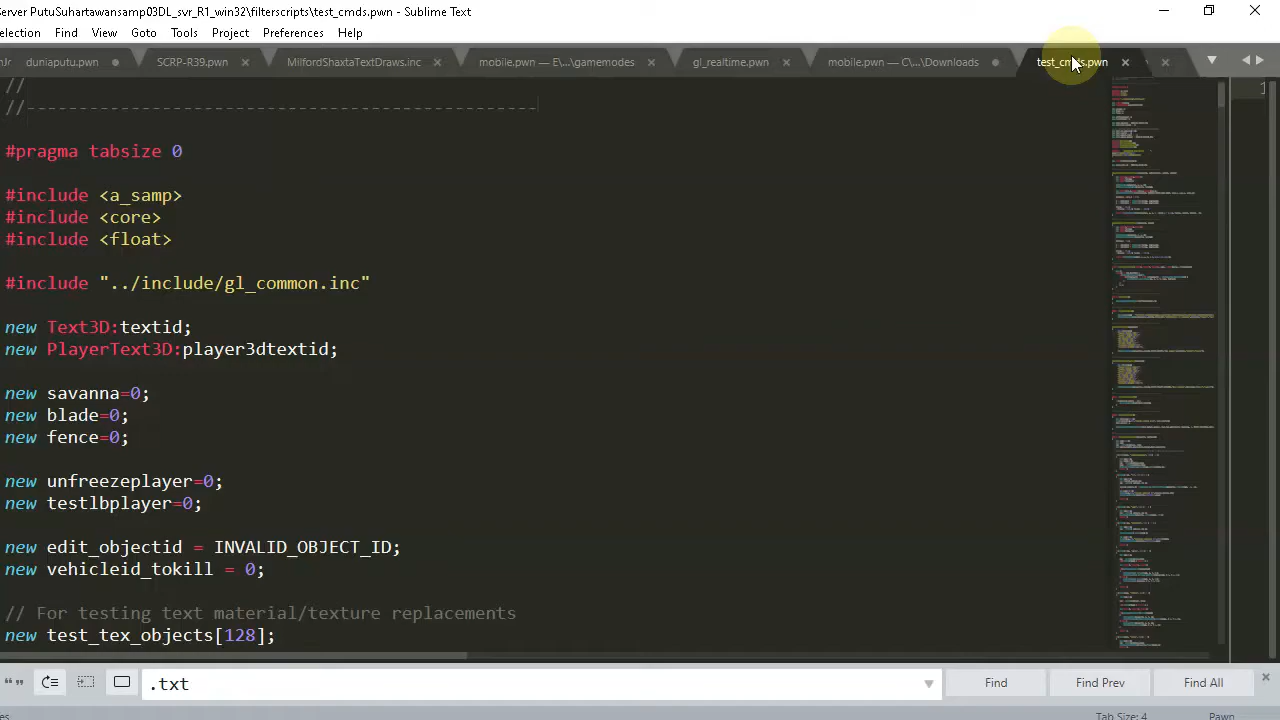 Server PutuSuhartawansamp03DL_svr_R1_win32\filterscripts\test_cmds.pwn - Sublime Text
Selection Find View Goto Tools Project Preferences Help
duniaputu.pwn SCRP-R39.pwn MilfordShaxtaTextDraws.inc mobile.pwn — E\...\gamemodes gl_realtime.pwn mobile.pwn — C\...\Downloads test_cmds.pwn
//
//-------------------------------------------------
1
#pragma tabsize 0
#include <a_samp>
#include <core>
#include <float>
#include "../include/gl_common.inc"
new Text3D:textid;
new PlayerText3D:player3dtextid;
new savanna=0;
new blade=0;
new fence=0;
new unfreezeplayer=0;
new testlbplayer=0;
new edit_objectid = INVALID_OBJECT_ID;
new vehicleid_tokill = 0;
// For testing text material/texture replacements
new test_tex_objects[128];
.txt
Find Find Prev Find All
Tab Size: 4 Pawn